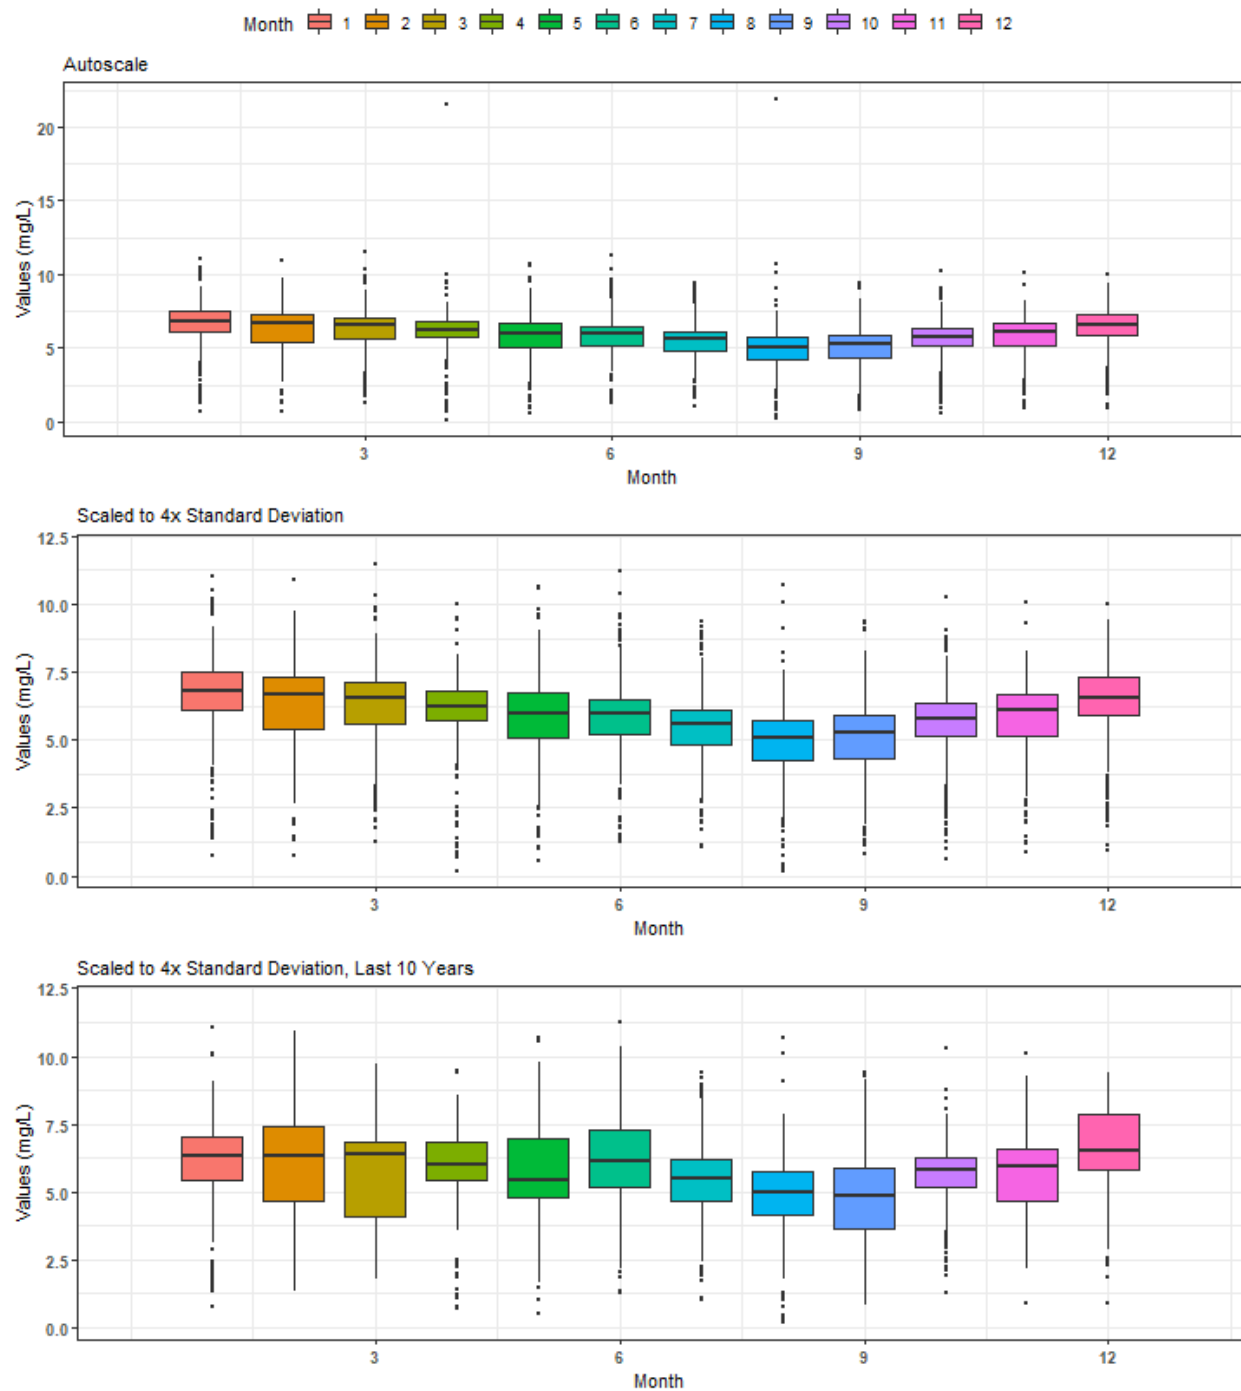 Month 1 2 3 4 5 6 7 8 9 10 11 12
Autoscale
Values (mg/L)
20
15
10
5
0
3 6 9 12
Month
Scaled to 4x Standard Deviation
Values (mg/L)
12.5
10.0
7.5
5.0
2.5
0.0
3 6 9 12
Month
Scaled to 4x Standard Deviation, Last 10 Years
Values (mg/L)
12.5
10.0
7.5
5.0
2.5
0.0
3 6 9 12
Month